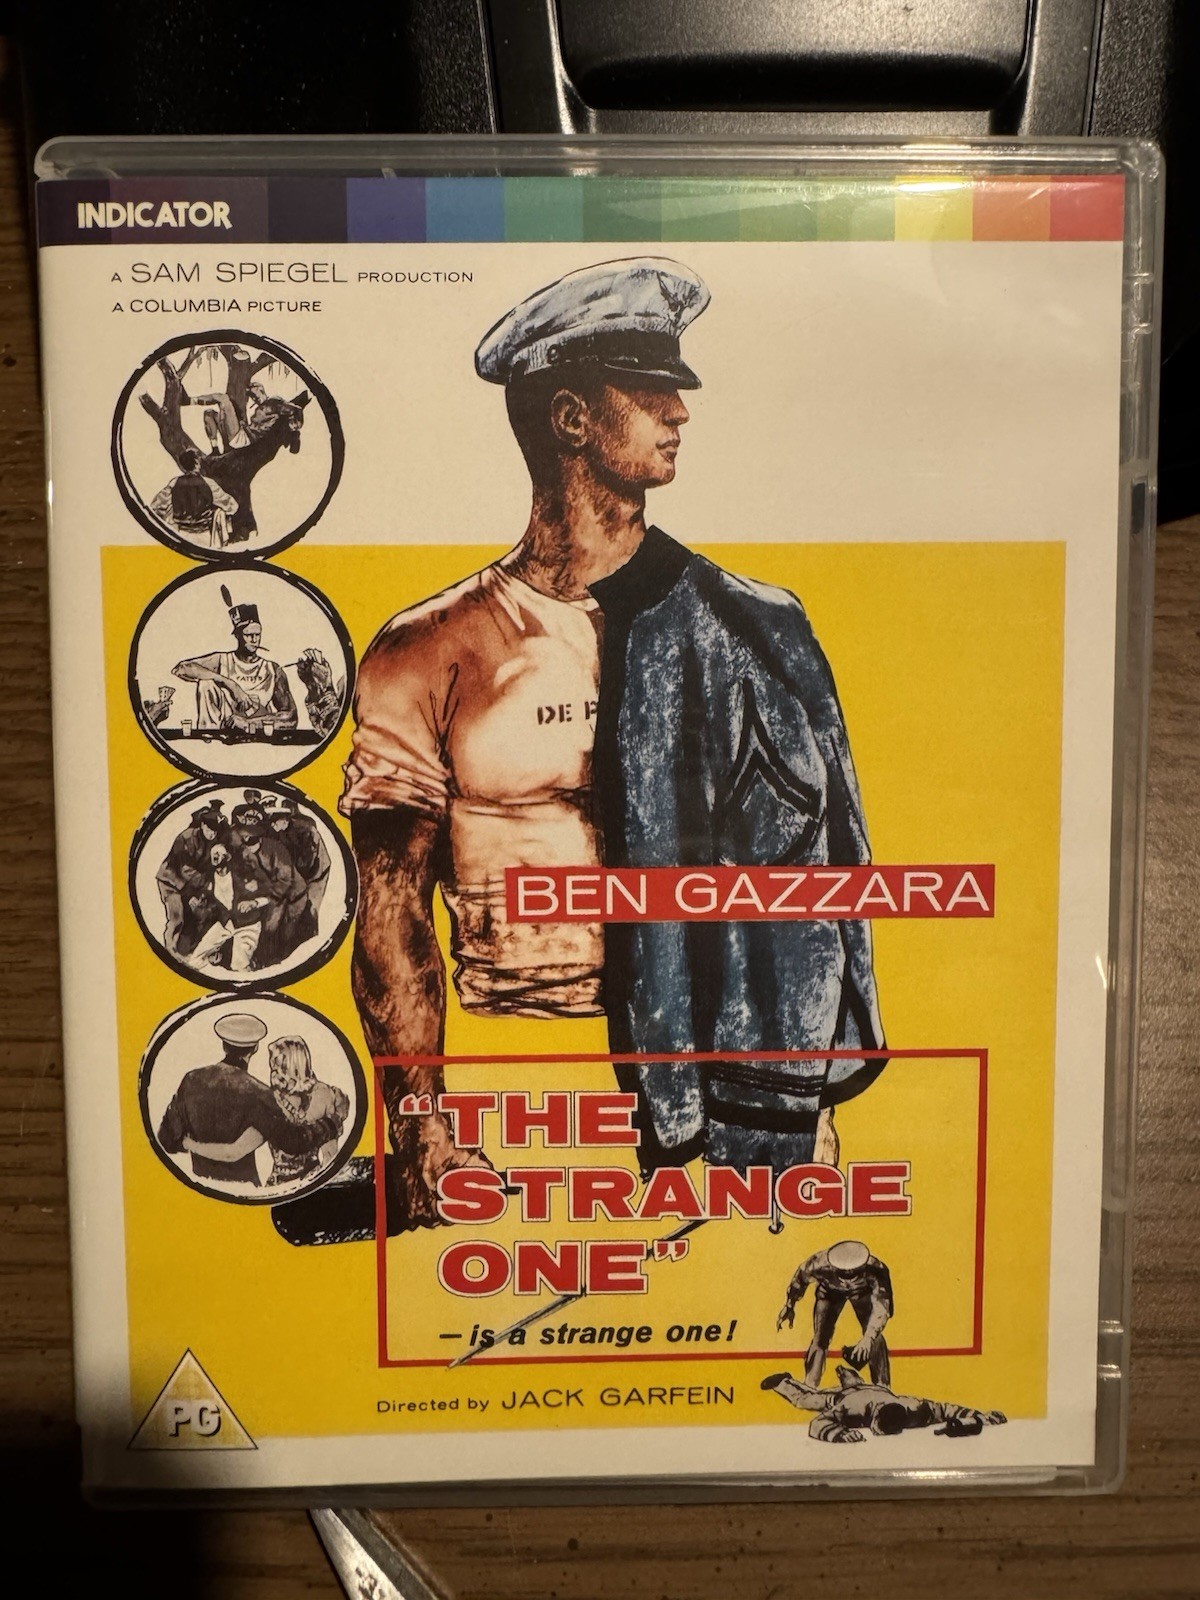 INDICATOR
A SAM SPIEGEL PRODUCTION
A COLUMBIA PICTURE
DE
BEN GAZZARA
“THE
STRANGE
ONE”
– is a strange one!
Directed by JACK GARFEIN
PG